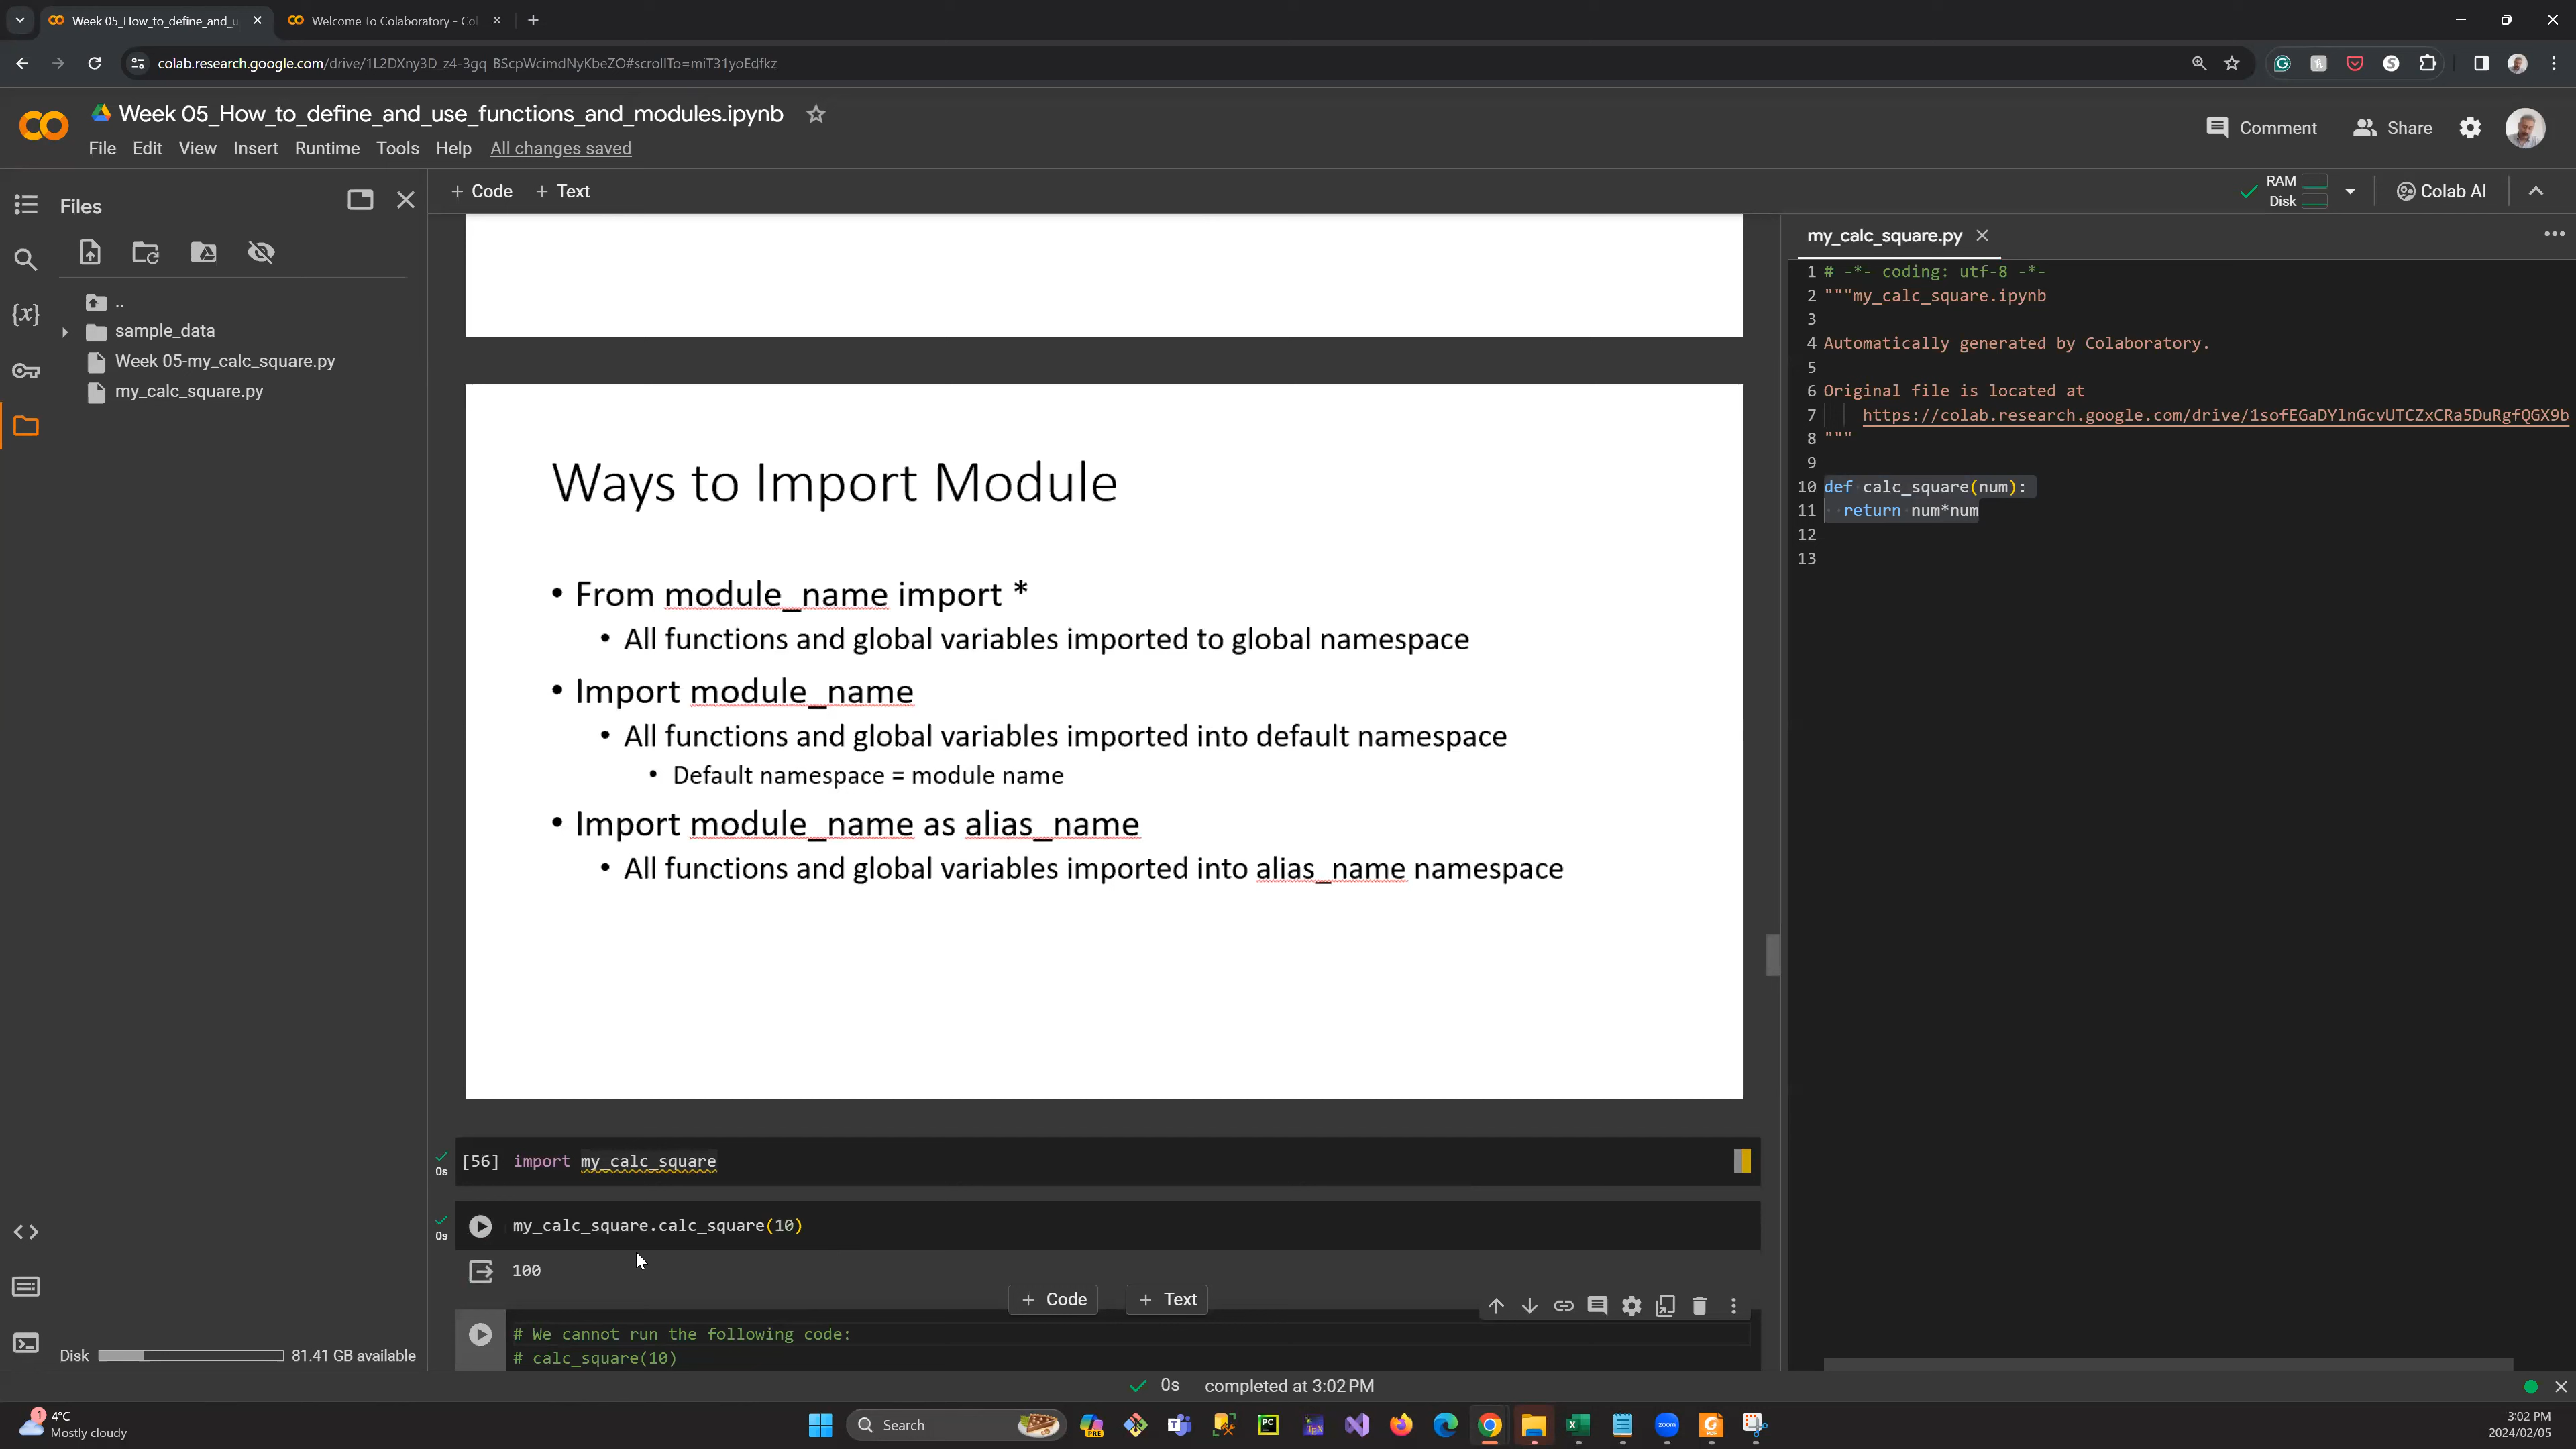 Week 05_How_to_define_and_u
Welcome To Colaboratory - Col
colab.research.google.com/drive/1L2DXny3D_z4-3gq_BScpWcimdNyKbeZO#scrollTo=miT31yoEdfkz
Week 05_How_to_define_and_use_functions_and_modules.ipynb
Comment
Share
File Edit View Insert Runtime Tools Help All changes saved
Files
+ Code + Text
RAM
Disk
Colab AI
..
sample_data
Week 05-my_calc_square.py
my_calc_square.py
Disk
81.41 GB available
Ways to Import Module
• From module_name import *
• All functions and global variables imported to global namespace
• Import module_name
• All functions and global variables imported into default namespace
• Default namespace = module name
• Import module_name as alias_name
• All functions and global variables imported into alias_name namespace
0s
[56] import my_calc_square
0s
my_calc_square.calc_square(10)
100
+ Code + Text
# We cannot run the following code:
# calc_square(10)
my_calc_square.py
1 # -*- coding: utf-8 -*-
2 """my_calc_square.ipynb
3
4 Automatically generated by Colaboratory.
5
6 Original file is located at
7 https://colab.research.google.com/drive/1sofEGaDYlnGcvUTCZxCRa5DuRgfQGX9b
8 """
9
10 def calc_square(num):
11 return num*num
12
13
0s completed at 3:02 PM
1
4°C
Mostly cloudy
Search
PRE
PC
zoom
3:02 PM
2024/02/05